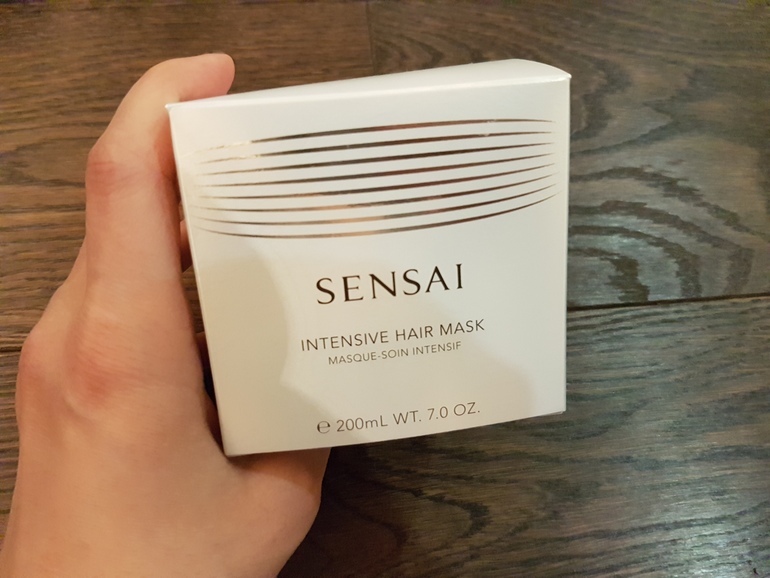 SENSAI
INTENSIVE HAIR MASK
MASQUE-SOIN INTENSIF
℮ 200mL WT. 7.0 OZ.